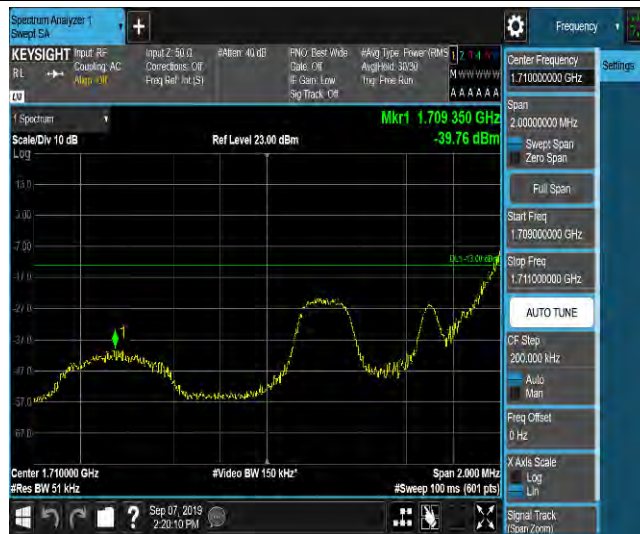 Spectrum Analyzer 1
Swept SA
+
Frequency
KEYSIGHT
RL
Input: RF
Coupling: AC
Align: Off
Input Z: 50 Ω
Corrections: Off
Freq Ref: Int (S)
#Atten: 40 dB
PNO: Best Wide
Gate: Off
IF Gain: Low
Sig Track: Off
#Avg Type: Power (RMS
Avg|Hold: 30/30
Trig: Free Run
M W W W W W
A A A A A A
1 Spectrum
Scale/Div 10 dB
Log
Ref Level 23.00 dBm
Mkr1 1.709 350 GHz
-39.76 dBm
13.0
3.00
-7.00
-17.0
-27.0
-37.0
-47.0
-57.0
-67.0
DL1 -13.00 dBm
1
Center 1.710000 GHz
#Res BW 51 kHz
#Video BW 150 kHz*
Span 2.000 MHz
#Sweep 100 ms (601 pts)
Center Frequency
1.710000000 GHz
Settings
Span
2.00000000 MHz
Swept Span
Zero Span
Full Span
Start Freq
1.709000000 GHz
Stop Freq
1.711000000 GHz
AUTO TUNE
CF Step
200.000 kHz
Auto
Man
Freq Offset
0 Hz
X Axis Scale
Log
Lin
Signal Track
(Span Zoom)
?
Sep 07, 2019
2:20:10 PM